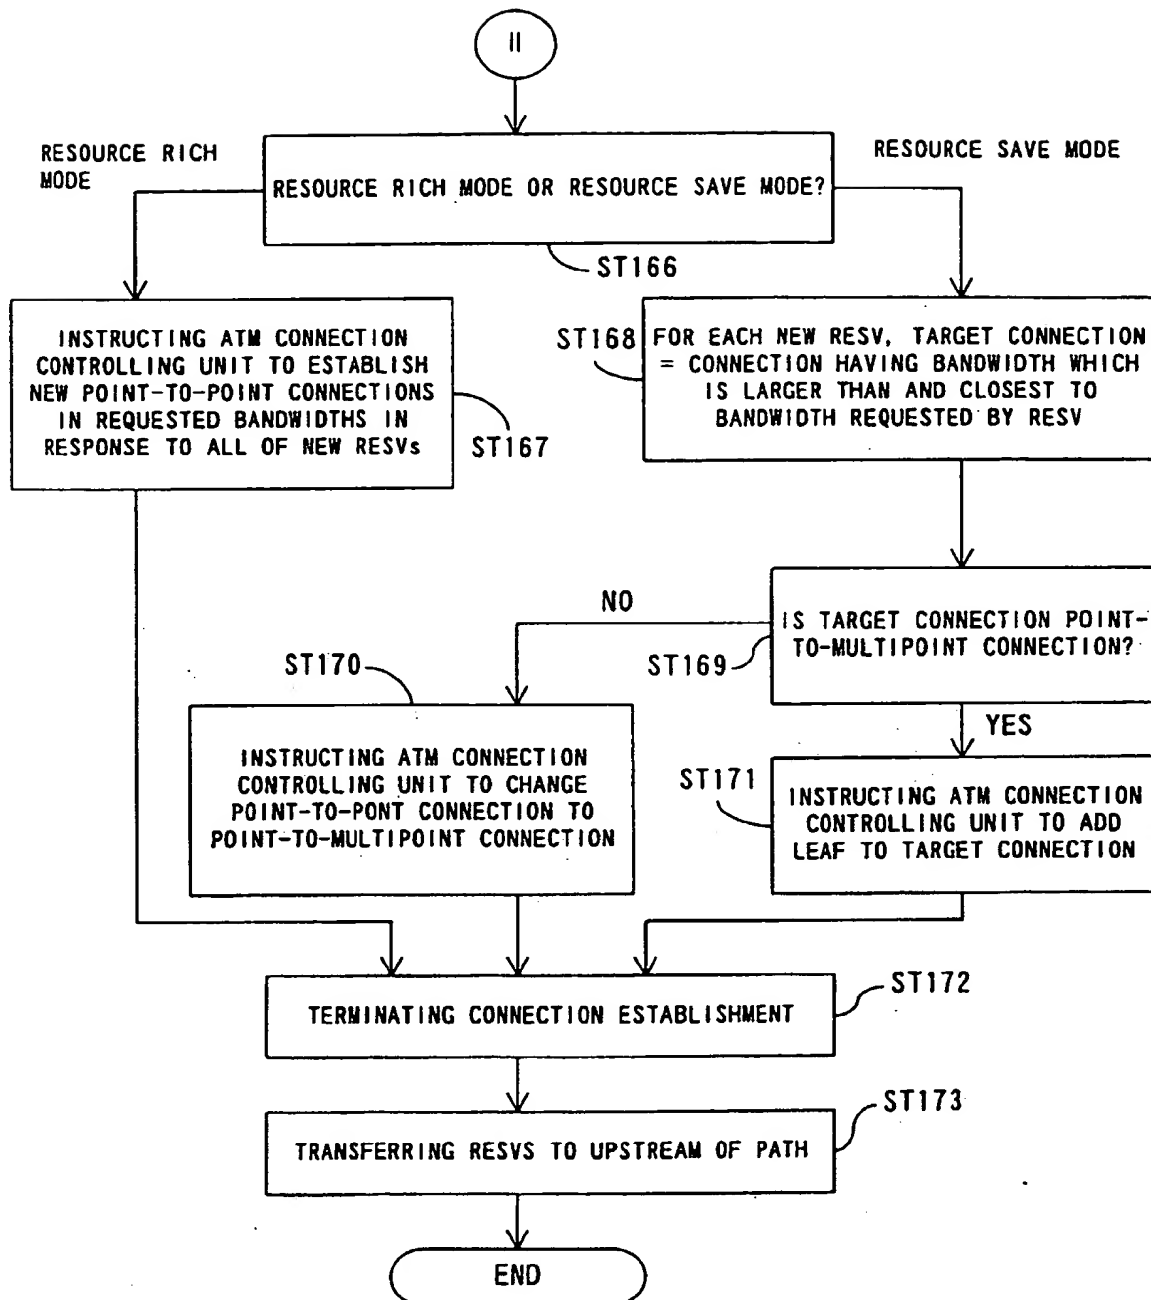 II
RESOURCE RICH
MODE
RESOURCE SAVE MODE
RESOURCE RICH MODE OR RESOURCE SAVE MODE?
ST166
INSTRUCTING ATM CONNECTION
CONTROLLING UNIT TO ESTABLISH
NEW POINT-TO-POINT CONNECTIONS
IN REQUESTED BANDWIDTHS IN
RESPONSE TO ALL OF NEW RESVs
ST167
ST168
FOR EACH NEW RESV, TARGET CONNECTION
= CONNECTION HAVING BANDWIDTH WHICH
IS LARGER THAN AND CLOSEST TO
BANDWIDTH REQUESTED BY RESV
NO
IS TARGET CONNECTION POINT-
TO-MULTIPOINT CONNECTION?
ST169
ST170
YES
INSTRUCTING ATM CONNECTION
CONTROLLING UNIT TO CHANGE
POINT-TO-PONT CONNECTION TO
POINT-TO-MULTIPOINT CONNECTION
ST171
INSTRUCTING ATM CONNECTION
CONTROLLING UNIT TO ADD
LEAF TO TARGET CONNECTION
ST172
TERMINATING CONNECTION ESTABLISHMENT
ST173
TRANSFERRING RESVS TO UPSTREAM OF PATH
END